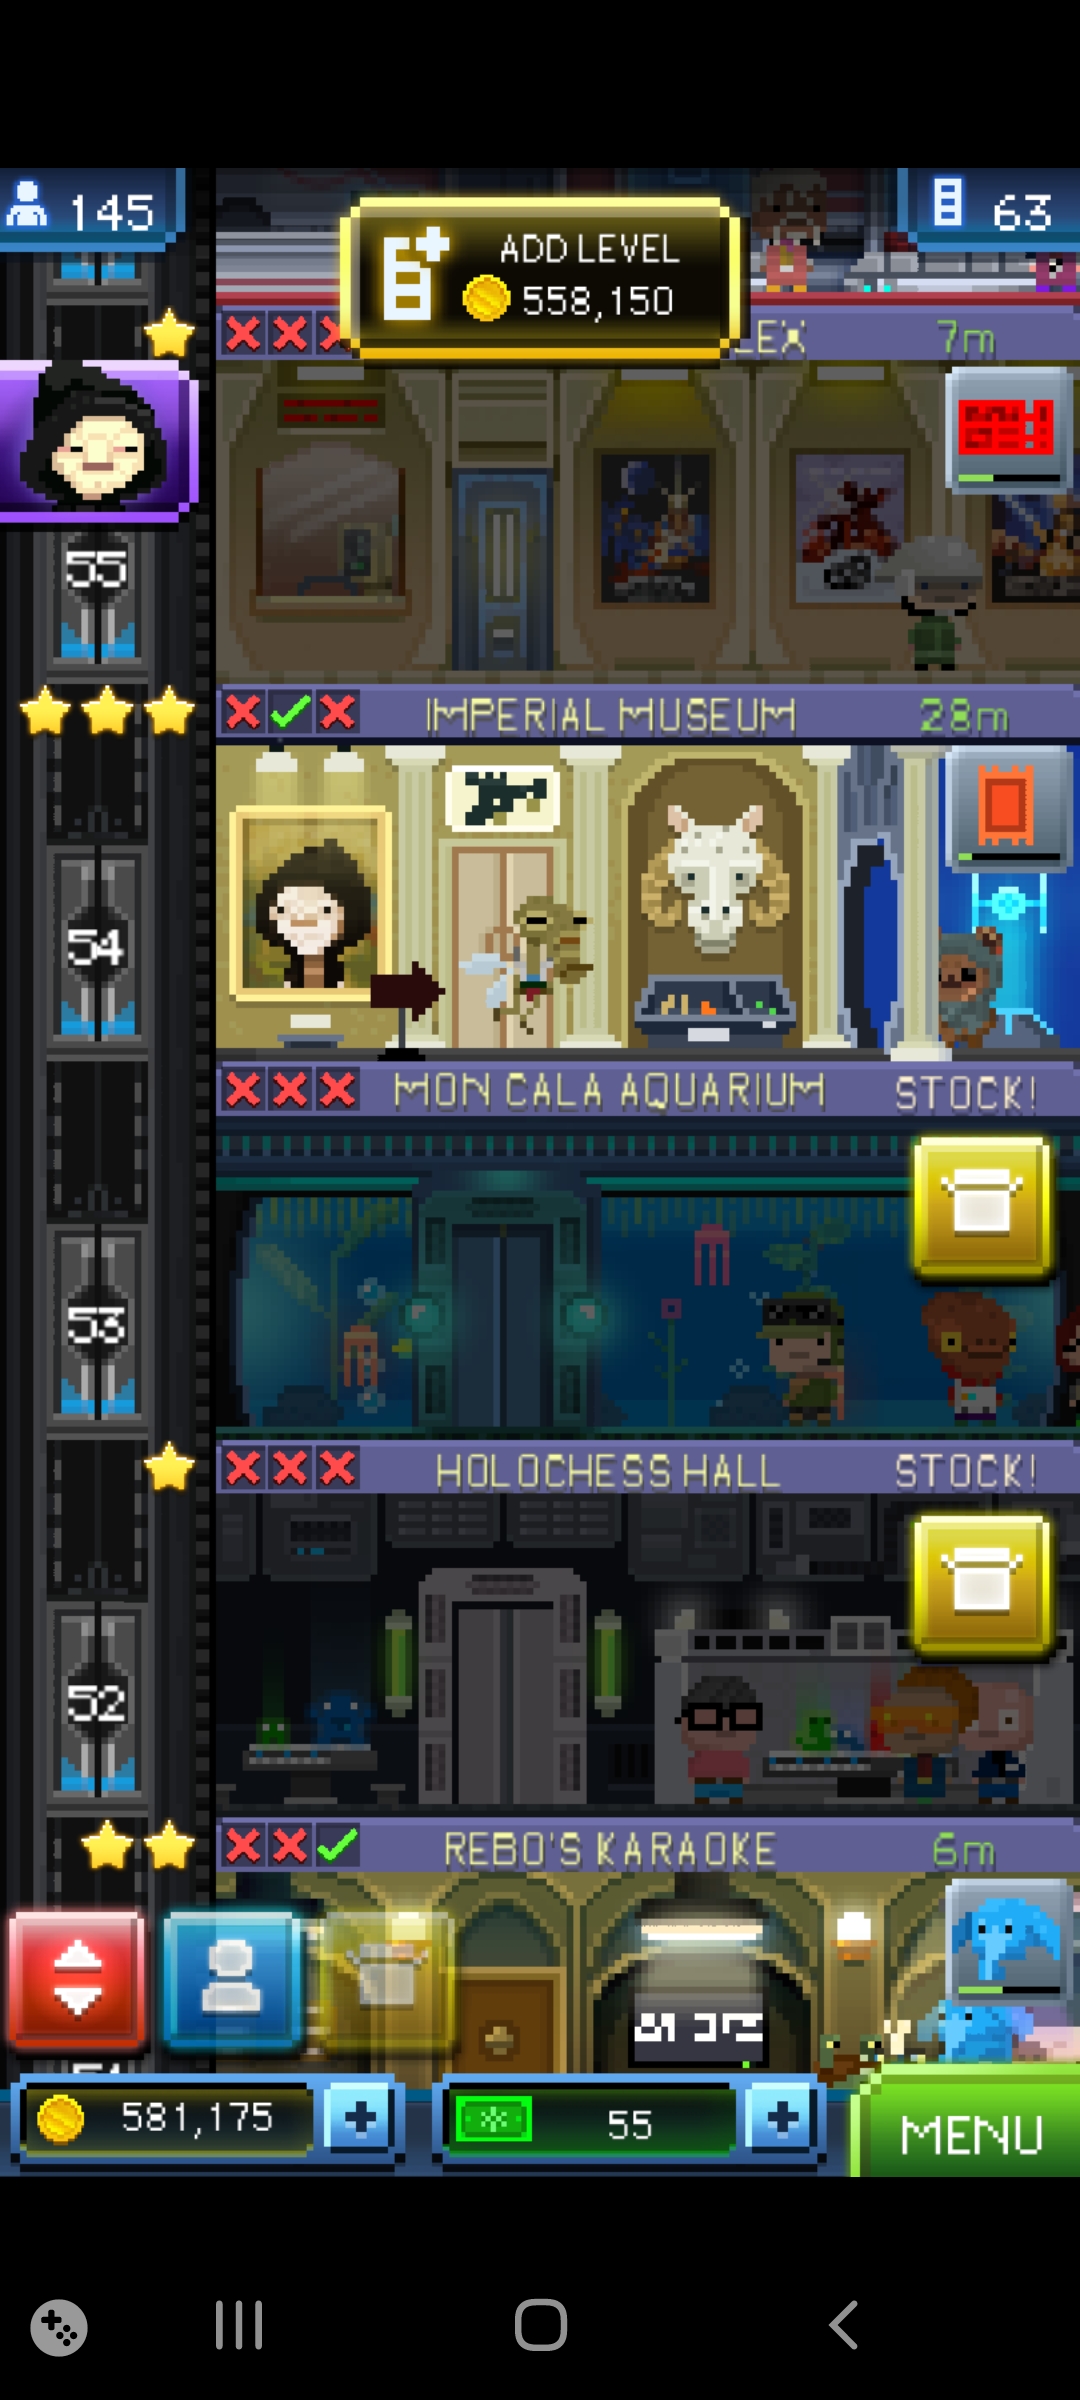 145
ADD LEVEL
558,150
63
LEX
7m
55
IMPERIAL MUSEUM
28m
54
MON CALA AQUARIUM
STOCK!
53
HOLOCHESS HALL
STOCK!
52
REBO'S KARAOKE
6m
581,175
55
MENU